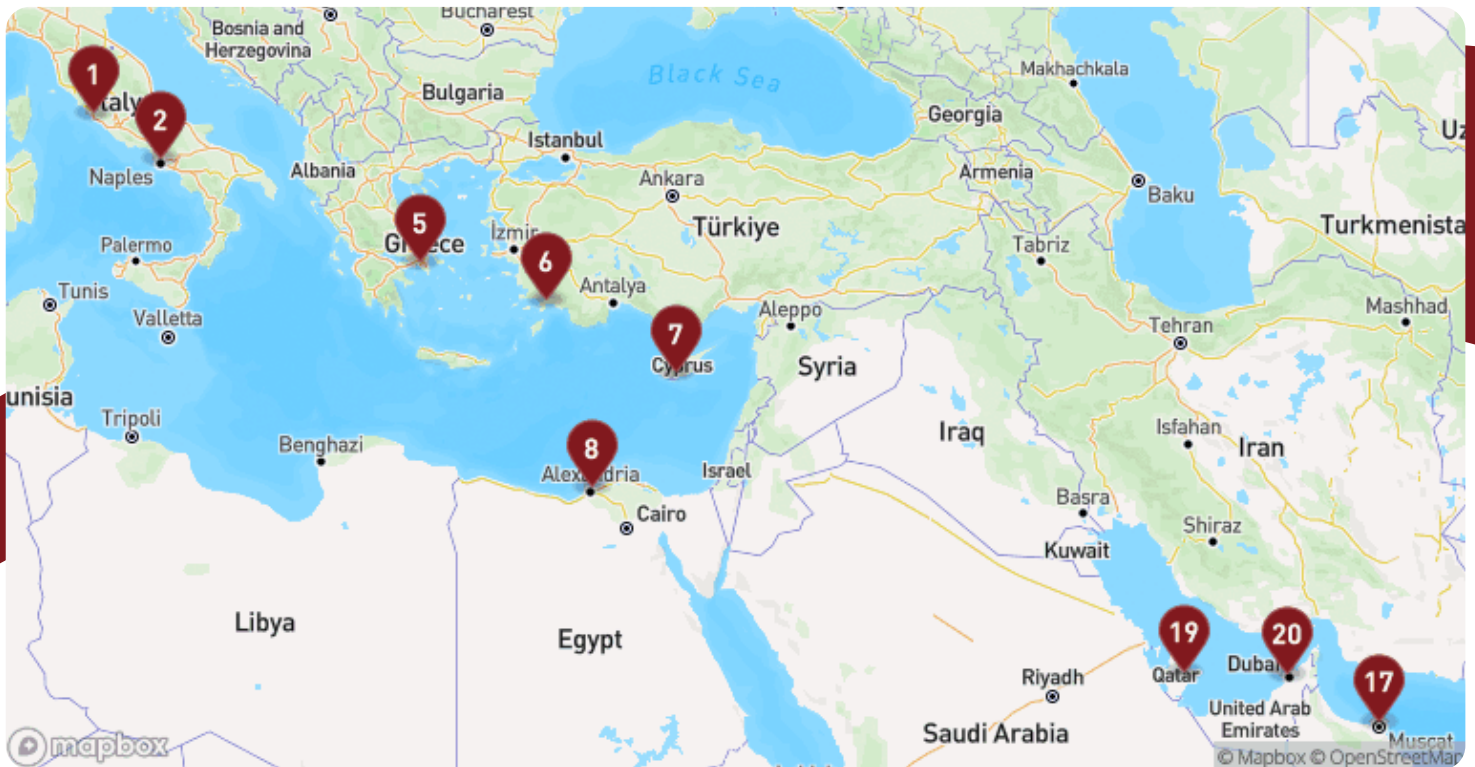 Bucharest
Bosnia and
Herzegovina
1
Italy
Black Sea
Makhachkala
Bulgaria
Georgia
2
Uz
Istanbul
Naples
Albania
Ankara
Armenia
Baku
5
Greece
İzmir
Türkiye
Turkmenista
Palermo
6
Tabriz
Tunis
Antalya
Valletta
Aleppo
Mashhad
7
Tehran
Cyprus
Syria
unisia
Tripoli
Benghazi
8
Iraq
Isfahan
Iran
Alexandria
Israel
Basra
Cairo
Shiraz
Kuwait
Libya
Egypt
19
20
Qatar
Dubai
Riyadh
17
United Arab
Emirates
Saudi Arabia
Muscat
mapbox
© Mapbox © OpenStreetMap